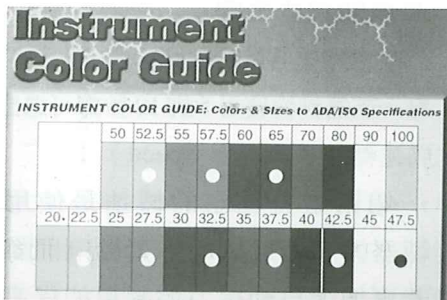 Instrument
Color Guide
INSTRUMENT COLOR GUIDE: Colors & Sizes to ADA/ISO Specifications
50 52.5 55 57.5 60 65 70 80 90 100
20• 22.5 25 27.5 30 32.5 35 37.5 40 42.5 45 47.5